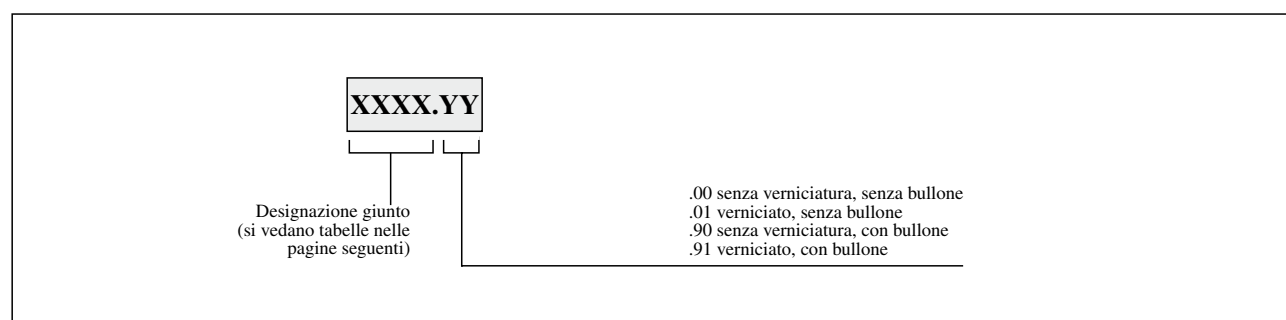 XXXX.YY
Designazione giunto
(si vedano tabelle nelle
pagine seguenti)
.00 senza verniciatura, senza bullone
.01 verniciato, senza bullone
.90 senza verniciatura, con bullone
.91 verniciato, con bullone